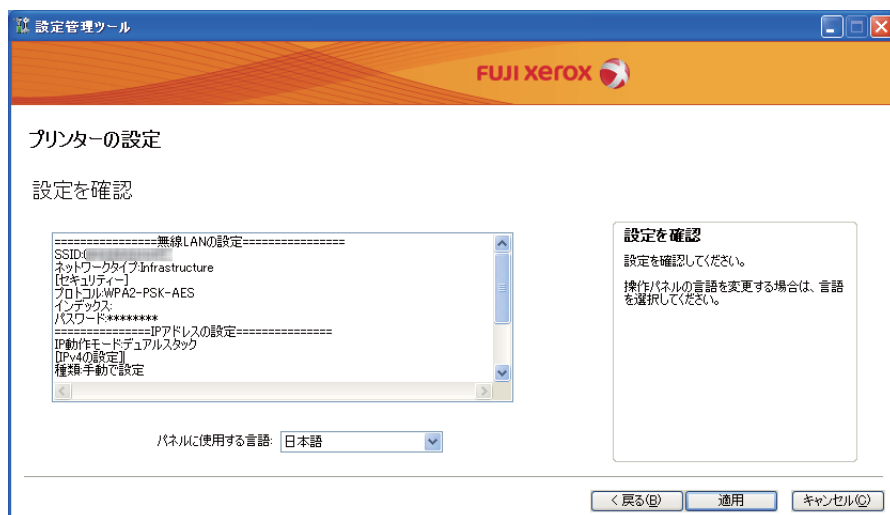 設定管理ツール
FUJI xerox
プリンターの設定
設定を確認
================無線LANの設定================
SSID:
ネットワークタイプ:Infrastructure
[セキュリティー]
プロトコル:WPA2-PSK-AES
インデックス:
パスワード:********
===============IPアドレスの設定===============
IP動作モード:デュアルスタック
[IPv4の設定]
種類:手動で設定
パネルに使用する言語:
日本語
設定を確認
設定を確認してください。
操作パネルの言語を変更する場合は、言語
を選択してください。
< 戻る(B)
適用
キャンセル(C)